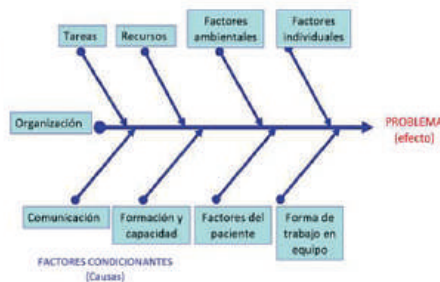 Tareas
Recursos
Factores
ambientales
Factores
individuales
Organización
PROBLEMA
(efecto)
Comunicación
Formación y
capacidad
Factores del
paciente
Forma de
trabajo en
equipo
FACTORES CONDICIONANTES
(Causas)